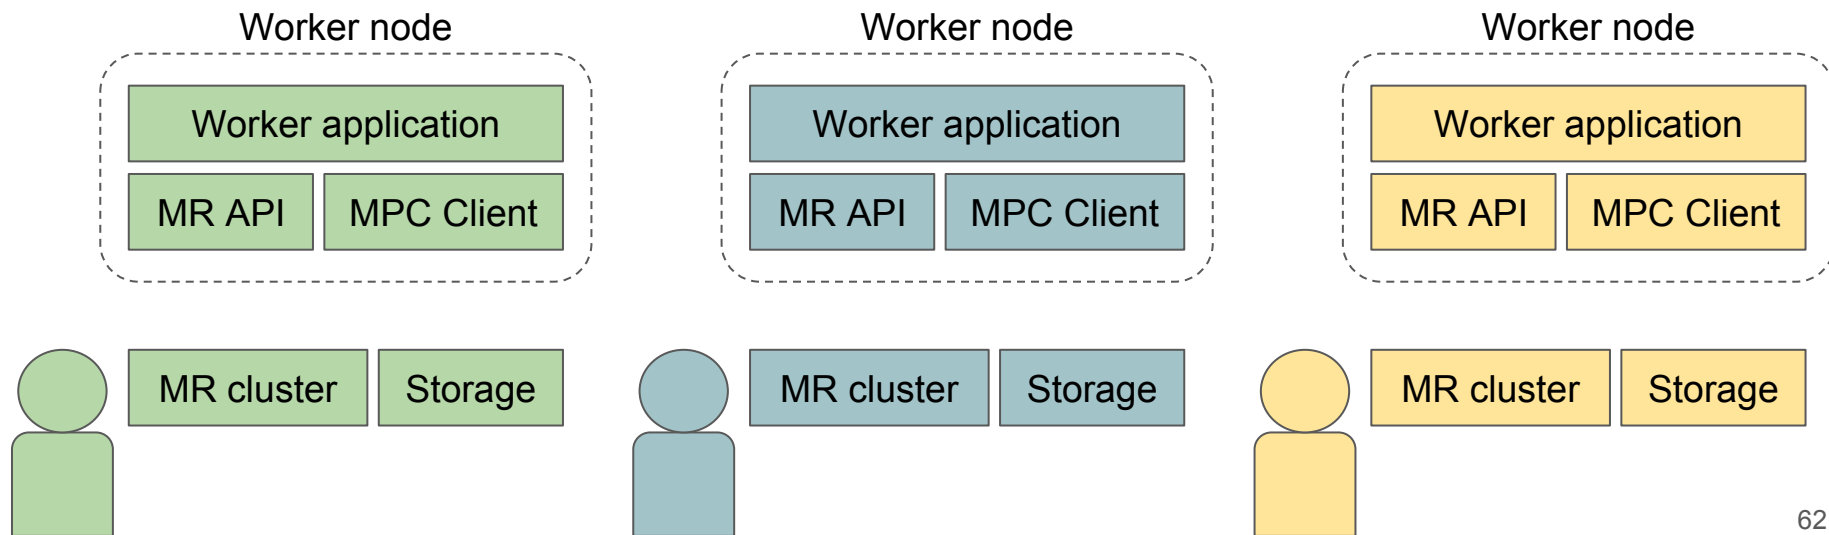 Worker node Worker node Worker node
Worker application Worker application Worker application
MR API MPC Client MR API MPC Client MR API MPC Client
MR cluster Storage MR cluster Storage MR cluster Storage
62